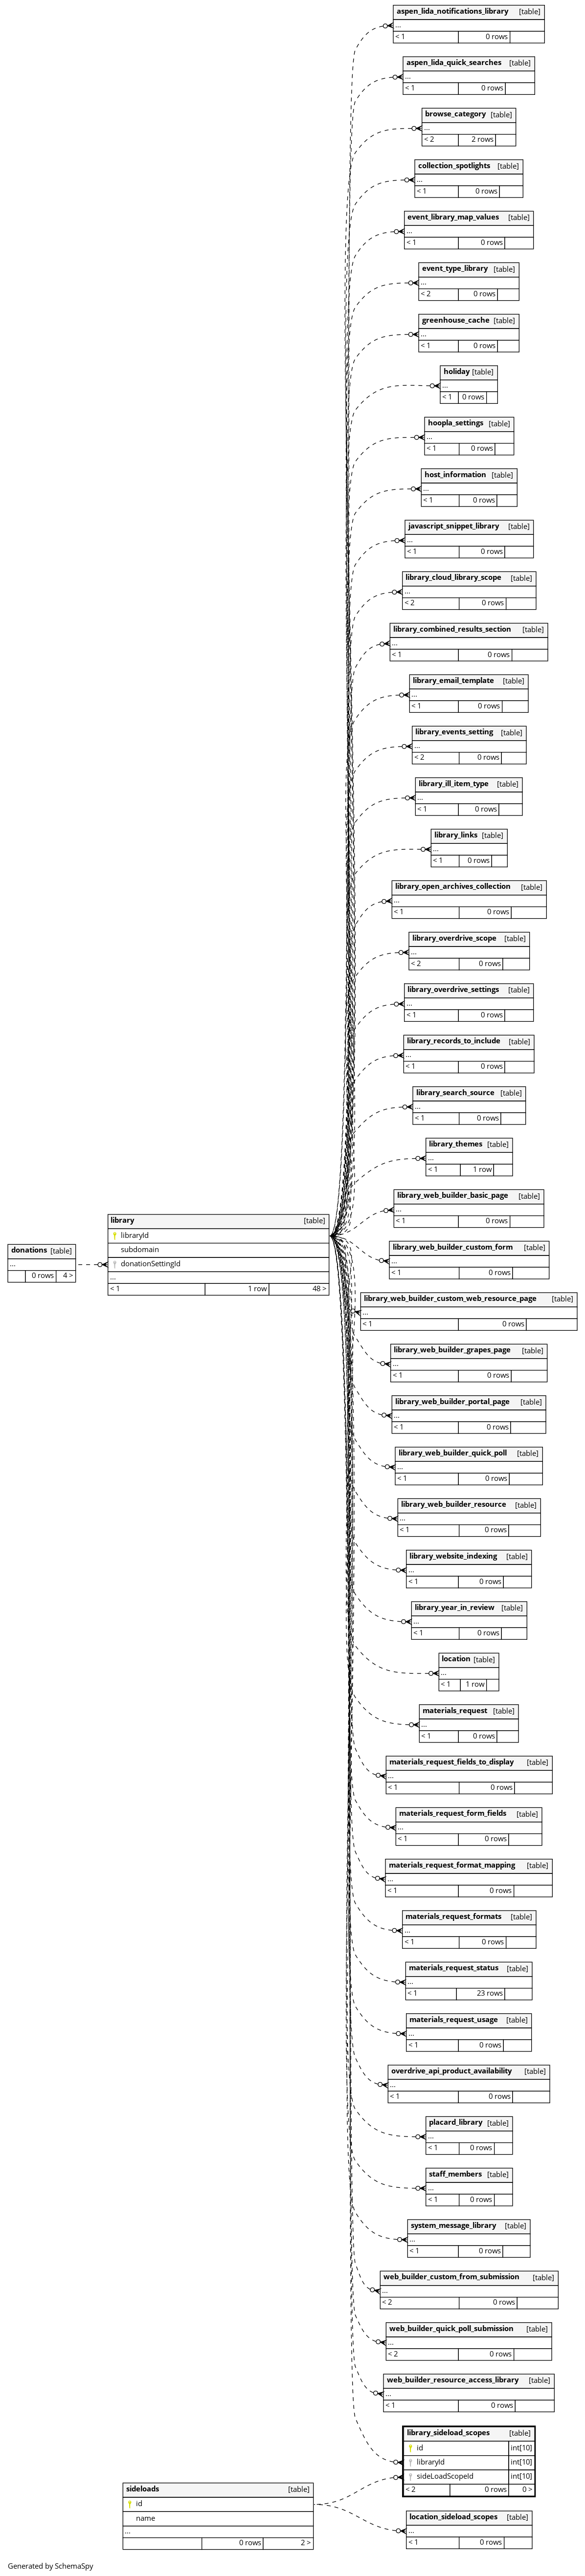 aspen_lida_notifications_library [table]
...
< 1 0 rows
aspen_lida_quick_searches [table]
...
< 1 0 rows
browse_category [table]
...
< 2 2 rows
collection_spotlights [table]
...
< 1 0 rows
event_library_map_values [table]
...
< 1 0 rows
event_type_library [table]
...
< 2 0 rows
greenhouse_cache [table]
...
< 1 0 rows
holiday [table]
...
< 1 0 rows
hoopla_settings [table]
...
< 1 0 rows
host_information [table]
...
< 1 0 rows
javascript_snippet_library [table]
...
< 1 0 rows
library_cloud_library_scope [table]
...
< 2 0 rows
library_combined_results_section [table]
...
< 1 0 rows
library_email_template [table]
...
< 1 0 rows
library_events_setting [table]
...
< 2 0 rows
library_ill_item_type [table]
...
< 1 0 rows
library_links [table]
...
< 1 0 rows
library_open_archives_collection [table]
...
< 1 0 rows
library_overdrive_scope [table]
...
< 2 0 rows
library_overdrive_settings [table]
...
< 1 0 rows
library_records_to_include [table]
...
< 1 0 rows
library_search_source [table]
...
< 1 0 rows
library_themes [table]
...
< 1 1 row
library_web_builder_basic_page [table]
...
< 1 0 rows
donations [table]
...
0 rows 4 >
library [table]
libraryId
subdomain
donationSettingId
...
< 1 1 row 48 >
library_web_builder_custom_form [table]
...
< 1 0 rows
library_web_builder_custom_web_resource_page [table]
...
< 1 0 rows
library_web_builder_grapes_page [table]
...
< 1 0 rows
library_web_builder_portal_page [table]
...
< 1 0 rows
library_web_builder_quick_poll [table]
...
< 1 0 rows
library_web_builder_resource [table]
...
< 1 0 rows
library_website_indexing [table]
...
< 1 0 rows
library_year_in_review [table]
...
< 1 0 rows
location [table]
...
< 1 1 row
materials_request [table]
...
< 1 0 rows
materials_request_fields_to_display [table]
...
< 1 0 rows
materials_request_form_fields [table]
...
< 1 0 rows
materials_request_format_mapping [table]
...
< 1 0 rows
materials_request_formats [table]
...
< 1 0 rows
materials_request_status [table]
...
< 1 23 rows
materials_request_usage [table]
...
< 1 0 rows
overdrive_api_product_availability [table]
...
< 1 0 rows
placard_library [table]
...
< 1 0 rows
staff_members [table]
...
< 1 0 rows
system_message_library [table]
...
< 1 0 rows
web_builder_custom_from_submission [table]
...
< 2 0 rows
web_builder_quick_poll_submission [table]
...
< 2 0 rows
web_builder_resource_access_library [table]
...
< 1 0 rows
library_sideload_scopes [table]
id int[10]
libraryId int[10]
sideLoadScopeId int[10]
< 2 0 rows 0 >
sideloads [table]
id
name
...
0 rows 2 >
location_sideload_scopes [table]
...
< 1 0 rows
Generated by SchemaSpy